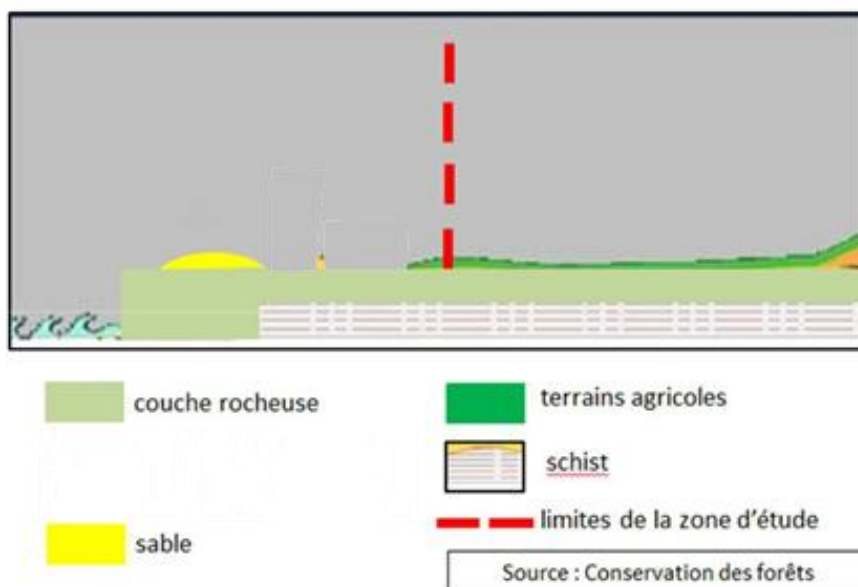 couche rocheuse
terrains agricoles
schist
limites de la zone d’étude
sable
Source : Conservation des forêts